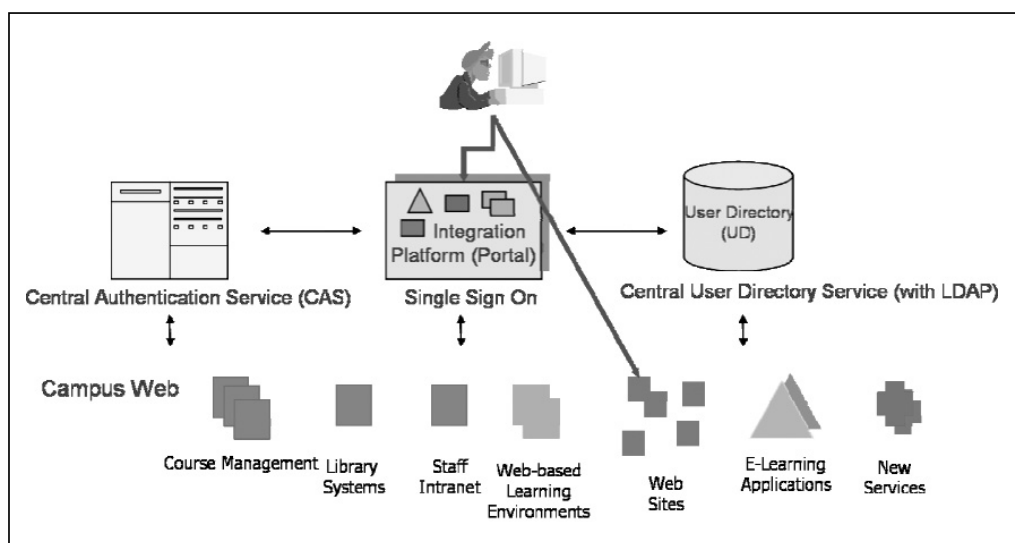 User Directory
(UD)
Integration
Platform (Portal)
Central Authentication Service (CAS)
Single Sign On
Central User Directory Service (with LDAP)
Campus Web
Course Management
Library
Systems
Staff
Intranet
Web-based
Learning
Environments
Web
Sites
E-Learning
Applications
New
Services